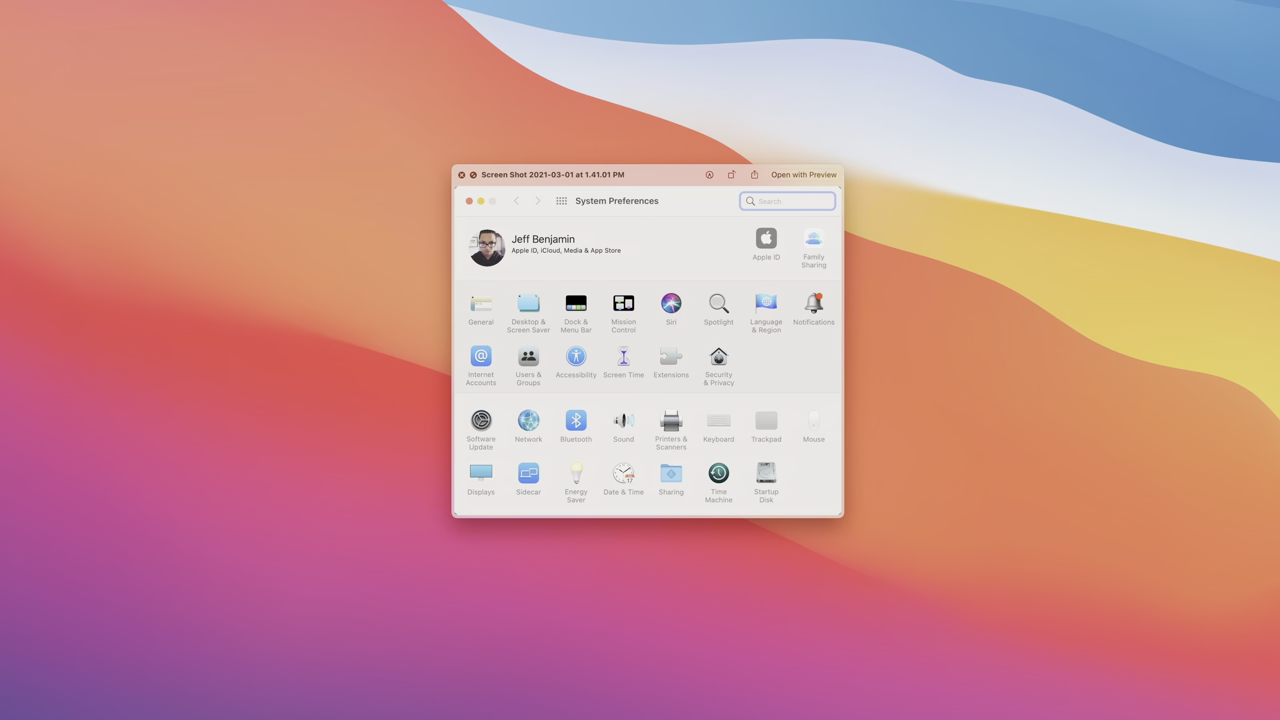 Screen Shot 2021-03-01 at 1.41.01 PM
Open with Preview
System Preferences
Search
Jeff Benjamin
Apple ID, iCloud, Media & App Store
Apple ID
Family
Sharing
General
Desktop &
Screen Saver
Dock &
Menu Bar
Mission
Control
Siri
Spotlight
Language
& Region
Notifications
Internet
Accounts
Users &
Groups
Accessibility
Screen Time
Extensions
Security
& Privacy
Software
Update
Network
Bluetooth
Sound
Printers &
Scanners
Keyboard
Trackpad
Mouse
Displays
Sidecar
Energy
Saver
Date & Time
Sharing
Time
Machine
Startup
Disk